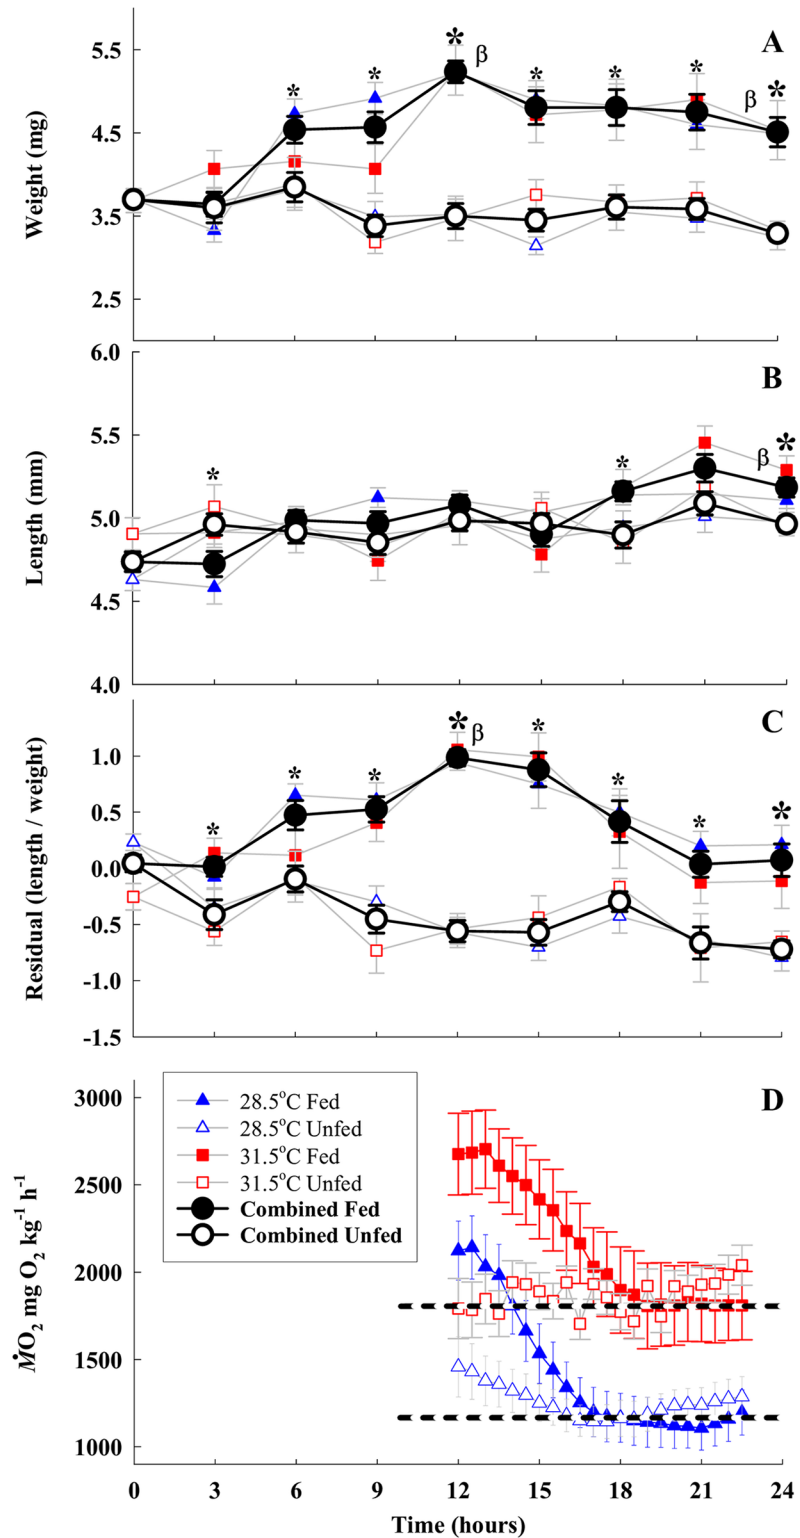 A
*
β
*
*
*
*
*
*
β
*
5.5
4.5
3.5
2.5
Weight (mg)
B
6.0
5.5
5.0
4.5
4.0
Length (mm)
*
*
β
*
C
*
β
*
*
*
*
*
*
*
1.0
0.5
0.0
-0.5
-1.0
-1.5
Residual (length / weight)
D
3000
2500
2000
1500
1000
ṀO₂ mg O₂ kg⁻¹ h⁻¹
28.5°C Fed
28.5°C Unfed
31.5°C Fed
31.5°C Unfed
Combined Fed
Combined Unfed
0 3 6 9 12 15 18 21 24
Time (hours)